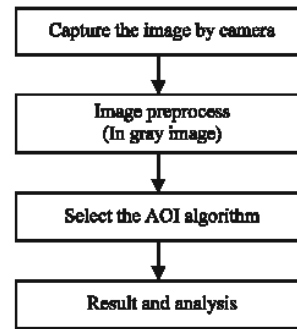 Capture the image by camera
Image preprocess
(In gray image)
Select the AOI algorithm
Result and analysis